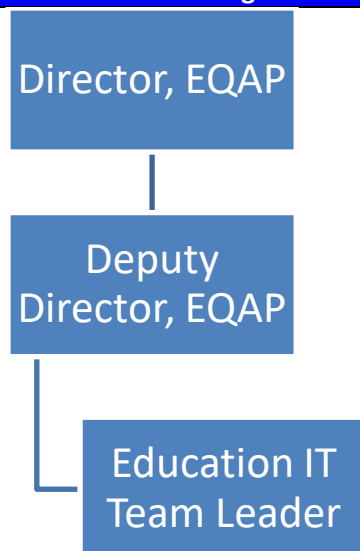 Director, EQAP
Deputy
Director, EQAP
Education IT
Team Leader